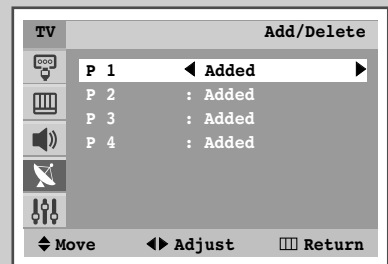 TV Add/Delete
P 1 ◀ Added ▶
P 2 : Added
P 3 : Added
P 4 : Added
Move Adjust Return